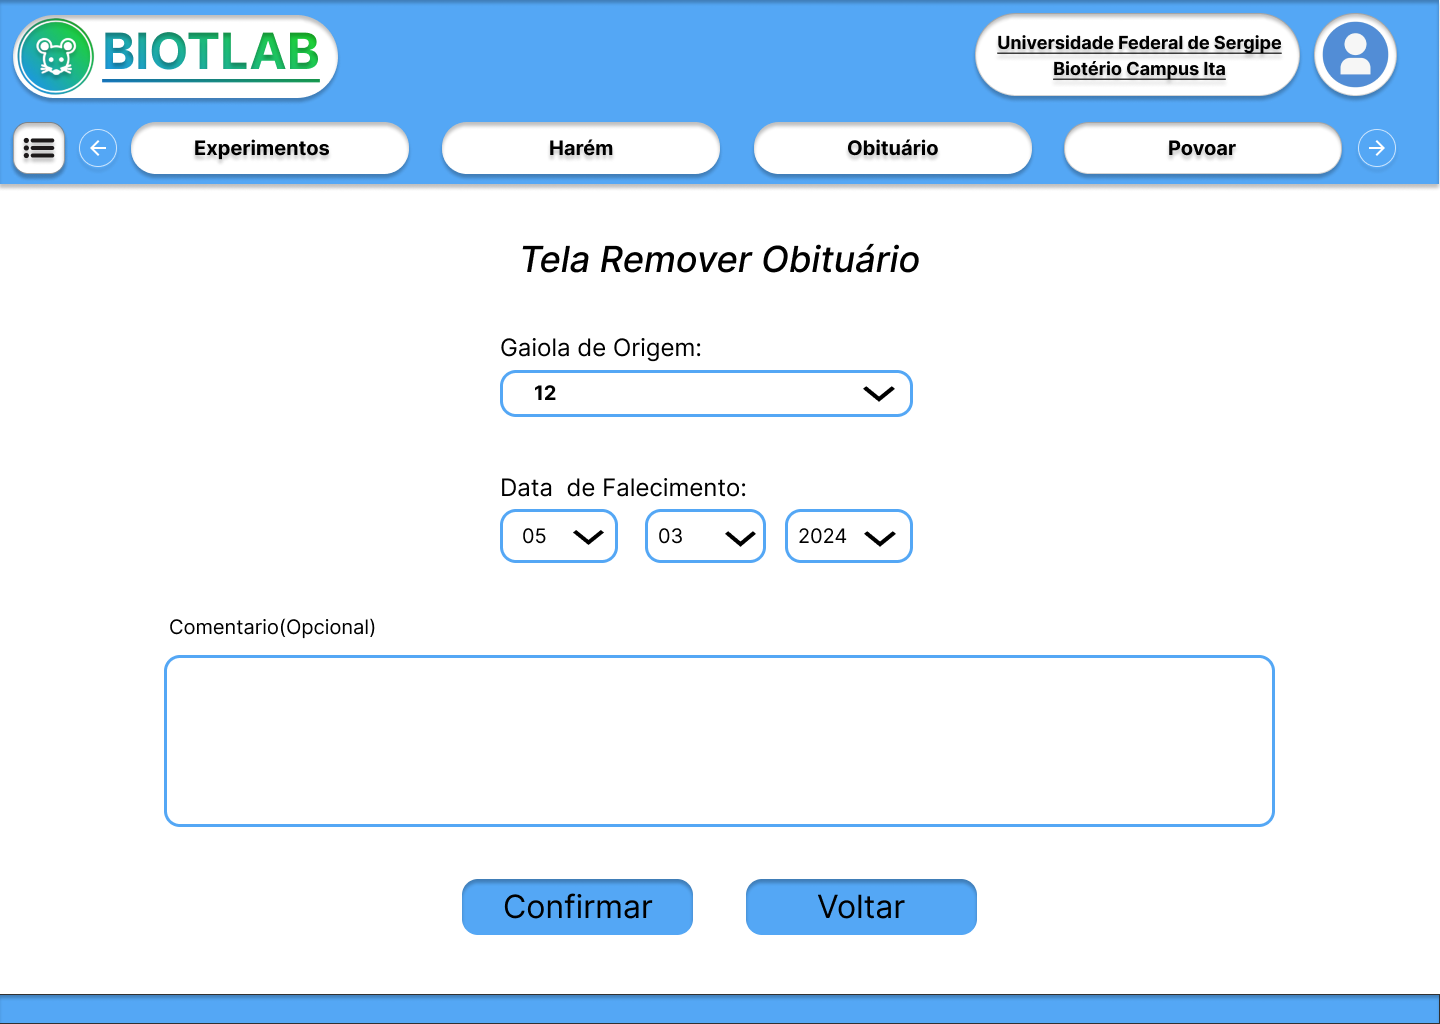 BIOTLAB
Universidade Federal de Sergipe
Biotério Campus Ita
Experimentos
Harém
Obituário
Povoar
Tela Remover Obituário
Gaiola de Origem:
12
Data  de Falecimento:
05
03
2024
Comentario(Opcional)
Confirmar
Voltar